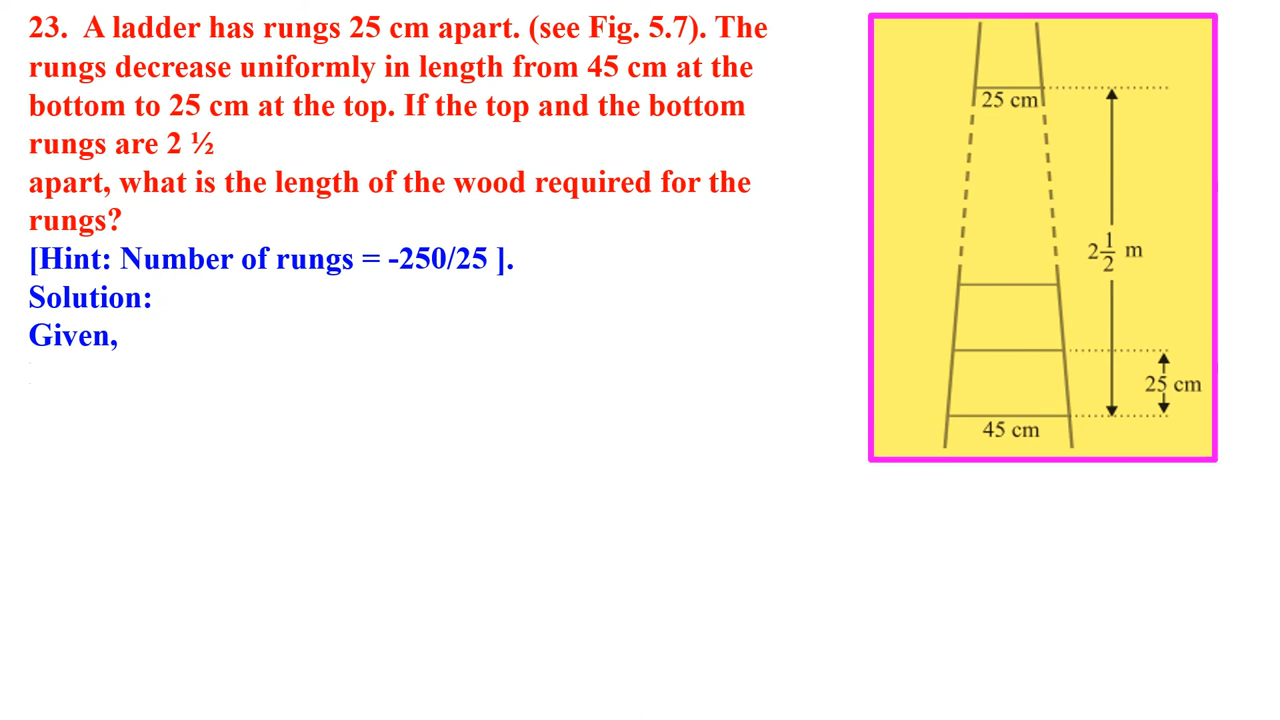 23.  A ladder has rungs 25 cm apart. (see Fig. 5.7). The
rungs decrease uniformly in length from 45 cm at the
bottom to 25 cm at the top. If the top and the bottom
rungs are 2 ½
apart, what is the length of the wood required for the
rungs?
[Hint: Number of rungs = -250/25 ].
Solution:
Given,
25 cm
2 1/2 m
25 cm
45 cm